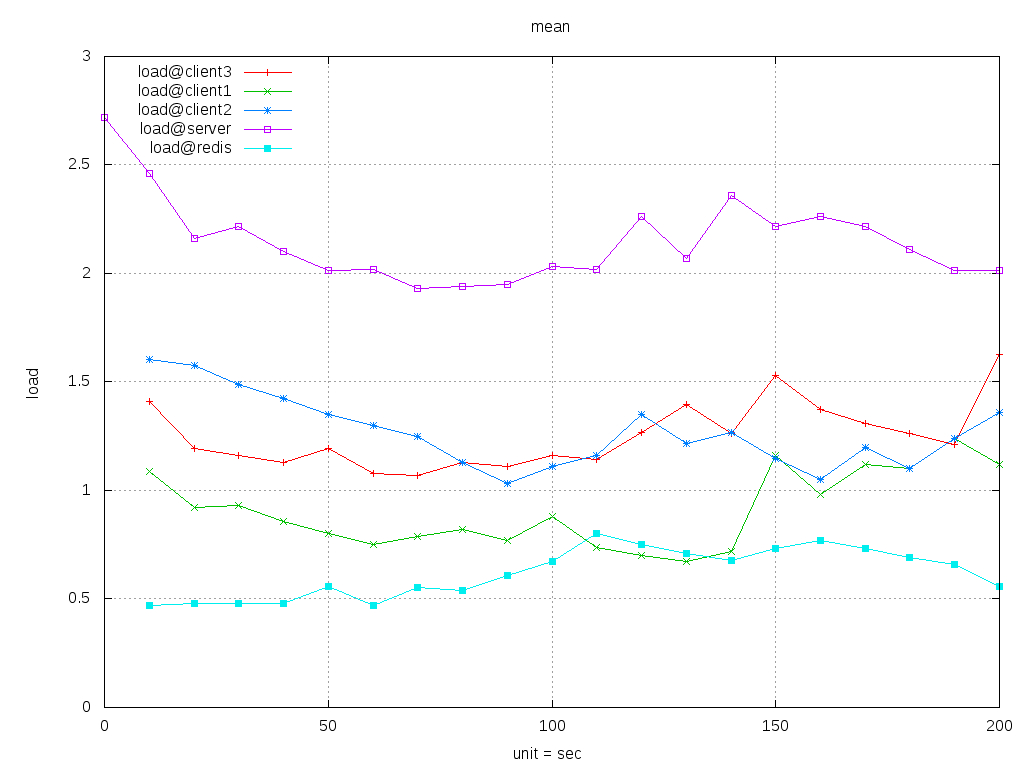 mean
3
2.5
2
1.5
1
0.5
0
load
load@client3
load@client1
load@client2
load@server
load@redis
0 50 100 150 200
unit = sec